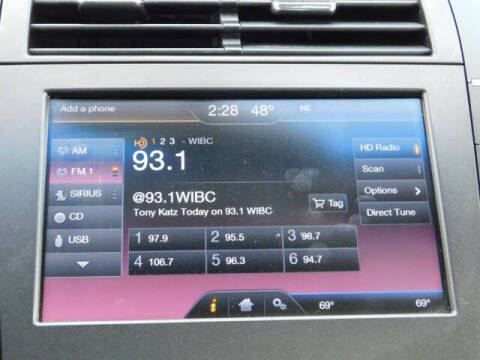 Add a phone
2:28 48° NE
AM
FM 1
SIRIUS
CD
USB
HD 1 2 3 - WIBC
93.1
@93.1WIBC
Tony Katz Today on 93.1 WIBC
Tag
1 97.9 2 95.5 3 98.7
4 106.7 5 96.3 6 94.7
HD Radio
Scan
Options
Direct Tune
i
69° 69°